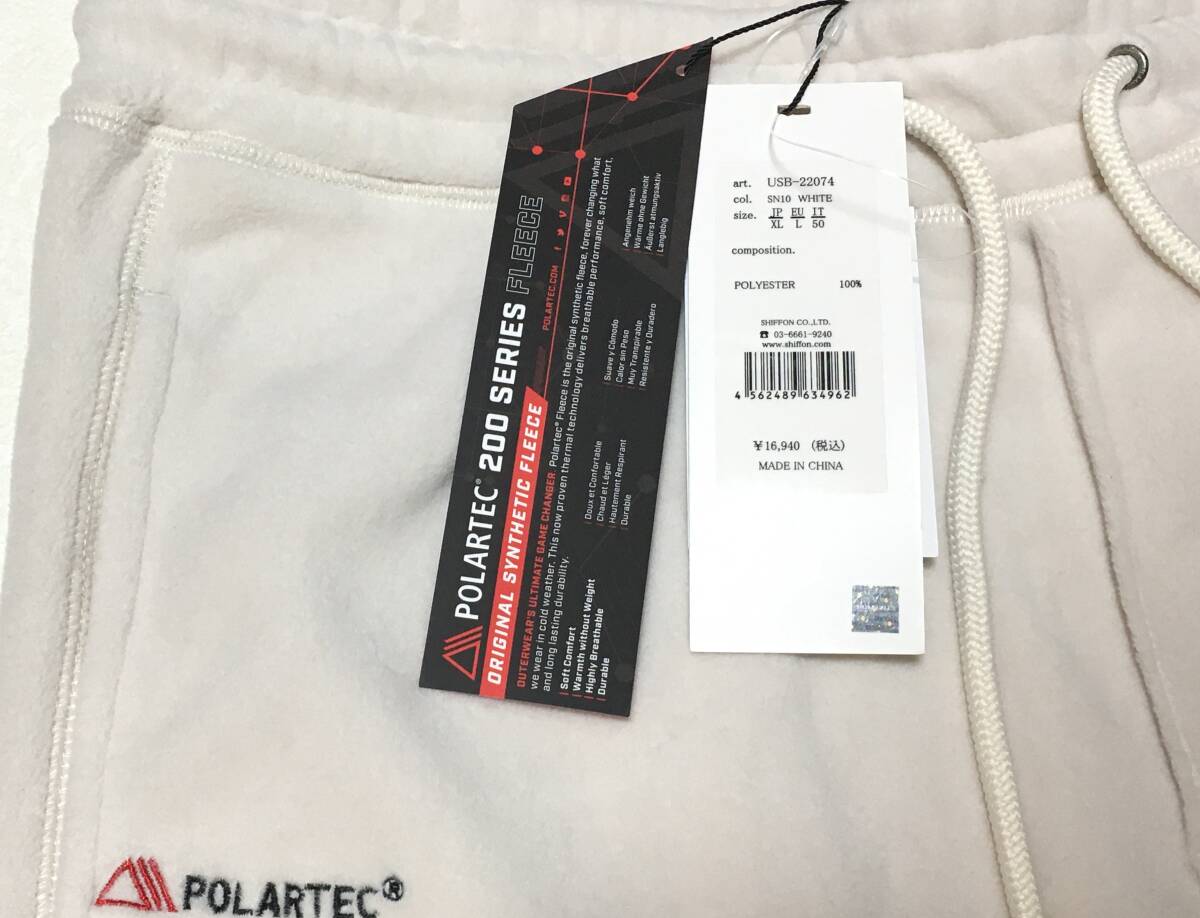 POLARTEC® 200 SERIES FLEECE
ORIGINAL SYNTHETIC FLEECE
POLARTEC.COM
OUTERWEAR'S ULTIMATE GAME CHANGER. Polartec® Fleece is the original synthetic fleece, forever changing what
we wear in cold weather. This now proven thermal technology delivers breathable performance, soft comfort,
and long lasting durability.
Soft Comfort
Warmth without Weight
Highly Breathable
Durable
Doux et Confortable
Chaud et Léger
Hautement Respirant
Durable
Suave y Cómodo
Calor sin Peso
Muy Transpirable
Resistente y Duradero
Angenehm weich
Wärme ohne Gewicht
Äußerst atmungsaktiv
Langlebig
art. USB-22074
col. SN10 WHITE
size. JP EU IT
XL L 50
composition.
POLYESTER 100%
SHIFFON CO.,LTD.
☎ 03-6661-9240
www.shiffon.com
4 562489 634962
¥16,940 (税込)
MADE IN CHINA
POLARTEC®